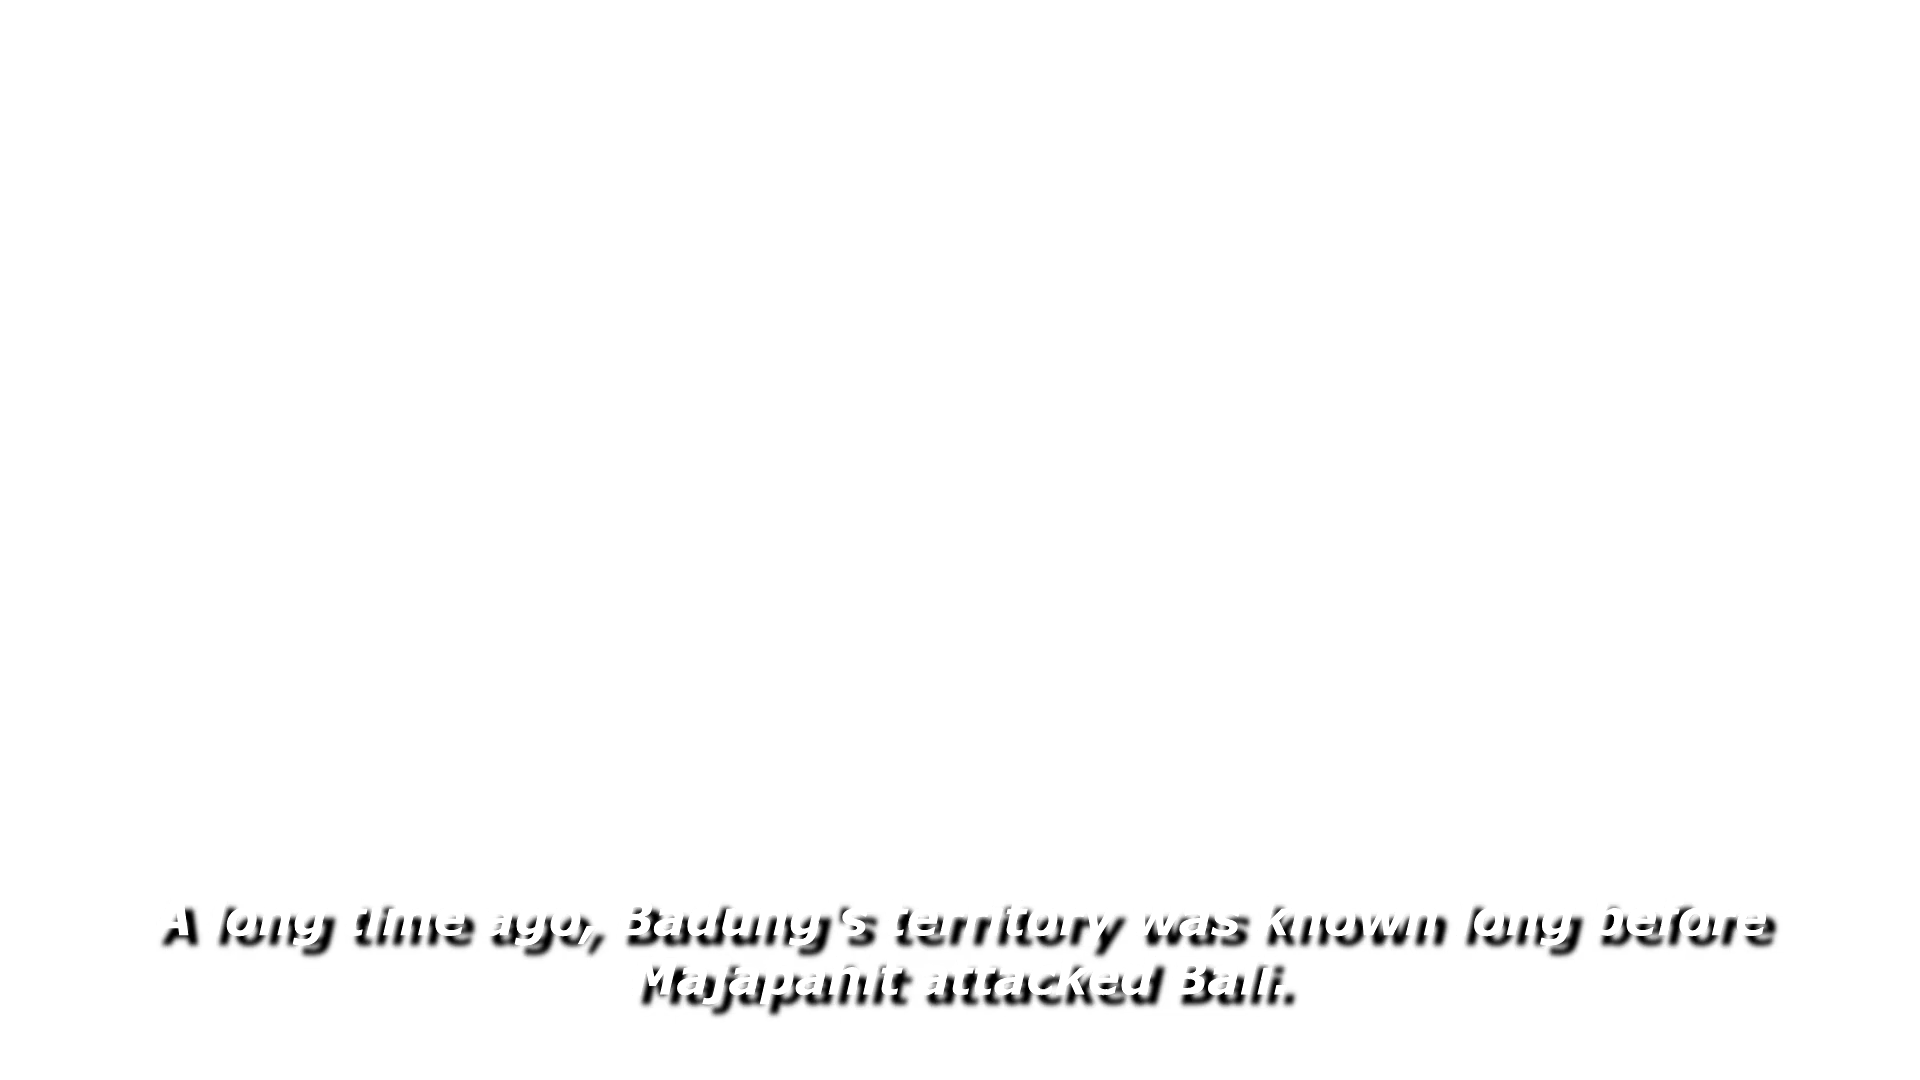 A long time ago, Badung's territory was known long before
Majapahit attacked Bali.